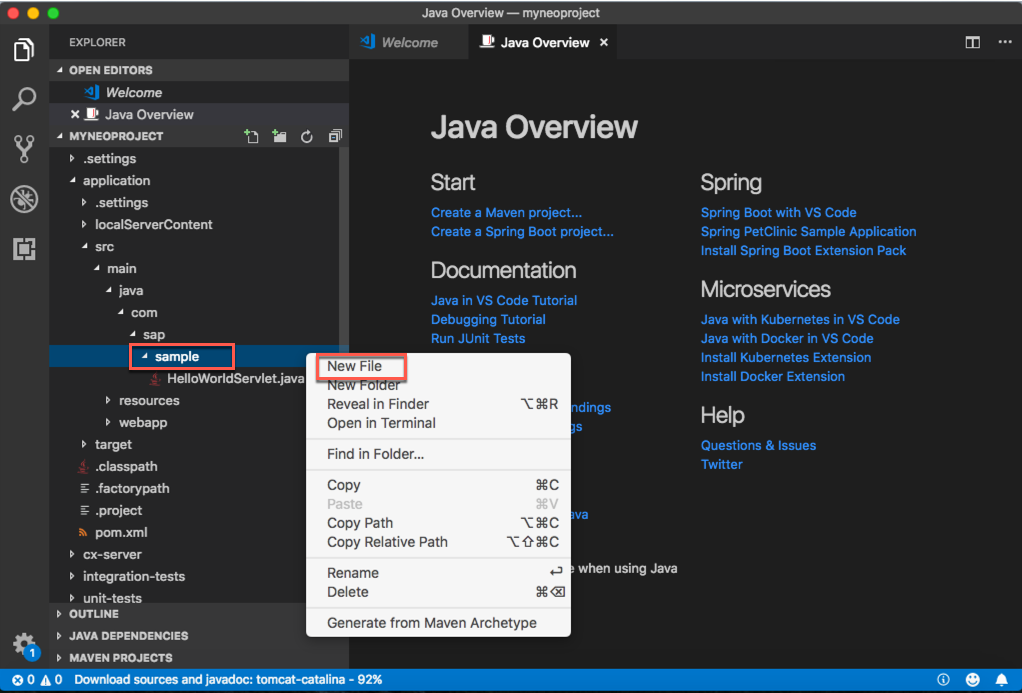 Java Overview — myneoproject
EXPLORER
OPEN EDITORS
Welcome
Java Overview
MYNEOPROJECT
.settings
application
.settings
localServerContent
src
main
java
com
sap
sample
HelloWorldServlet.java
resources
webapp
target
.classpath
.factorypath
.project
pom.xml
cx-server
integration-tests
unit-tests
OUTLINE
JAVA DEPENDENCIES
MAVEN PROJECTS
Welcome
Java Overview
Java Overview
Start
Create a Maven project...
Create a Spring Boot project...
Documentation
Java in VS Code Tutorial
Debugging Tutorial
Run JUnit Tests
ndings
gs
ava
e when using Java
Spring
Spring Boot with VS Code
Spring PetClinic Sample Application
Install Spring Boot Extension Pack
Microservices
Java with Kubernetes in VS Code
Java with Docker in VS Code
Install Kubernetes Extension
Install Docker Extension
Help
Questions & Issues
Twitter
New File
New Folder
Reveal in Finder ⌥⌘R
Open in Terminal
Find in Folder...
Copy ⌘C
Paste ⌘V
Copy Path ⌥⌘C
Copy Relative Path ⌥⇧⌘C
Rename ↩
Delete ⌘⌫
Generate from Maven Archetype
1
0 0 Download sources and javadoc: tomcat-catalina - 92%